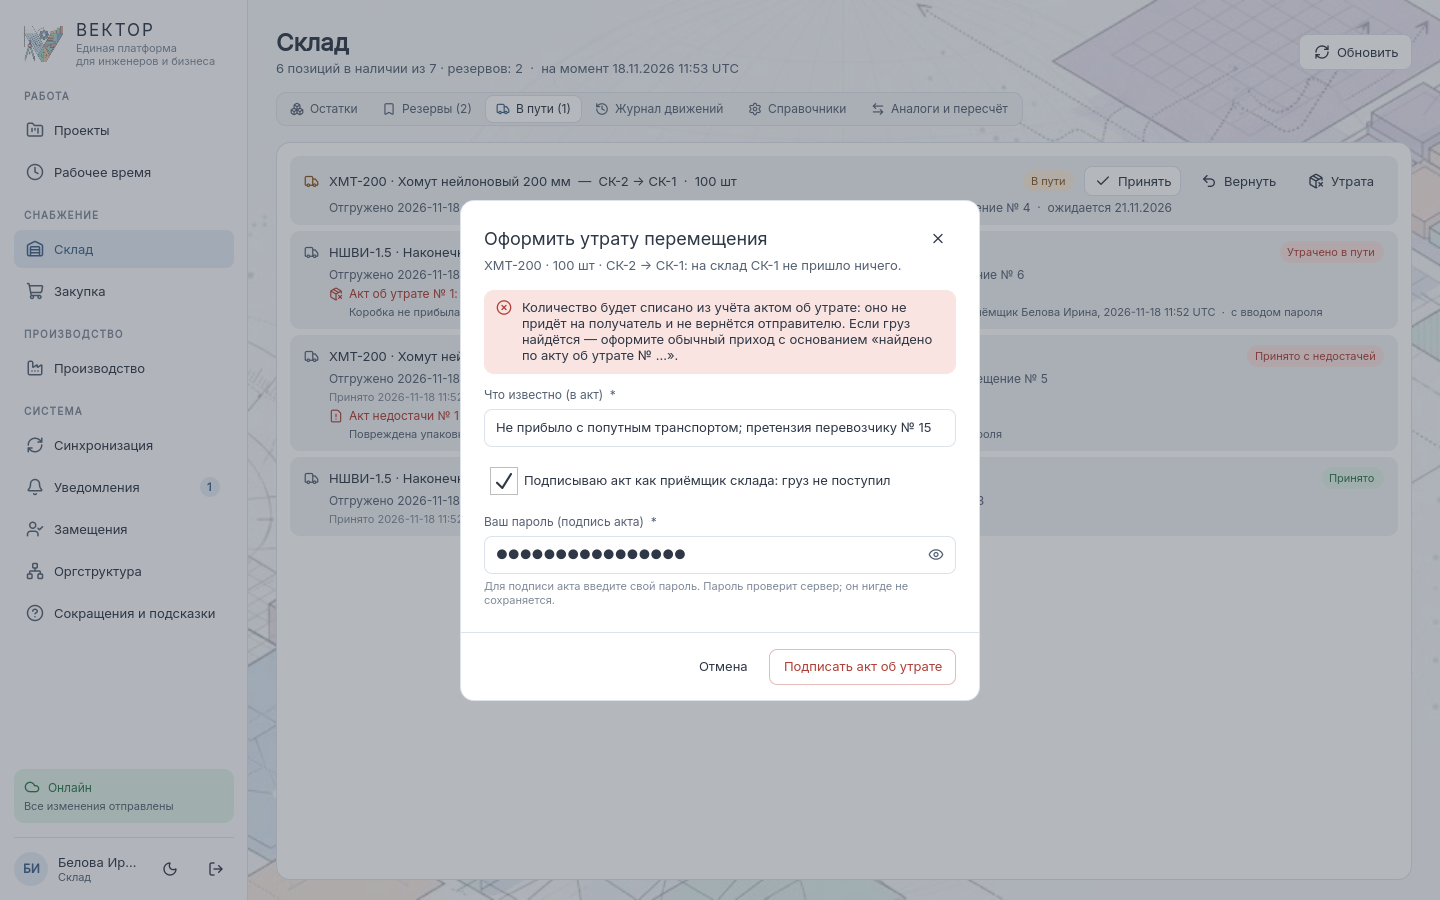 ВЕКТОР
Единая платформа
для инженеров и бизнеса
РАБОТА
Проекты
Рабочее время
СНАБЖЕНИЕ
Склад
Закупка
ПРОИЗВОДСТВО
Производство
СИСТЕМА
Синхронизация
Уведомления 1
Замещения
Оргструктура
Сокращения и подсказки
Онлайн
Все изменения отправлены
БИ
Белова Ир...
Склад
Склад
6 позиций в наличии из 7 · резервов: 2 · на момент 18.11.2026 11:53 UTC
Обновить
Остатки Резервы (2) В пути (1) Журнал движений Справочники Аналоги и пересчёт
ХМТ-200 · Хомут нейлоновый 200 мм — СК-2 → СК-1 · 100 шт
В пути Принять Вернуть Утрата
Отгружено 2026-11-18
№ 4 · ожидается 21.11.2026
НШВИ-1.5 ·
Утрачено в пути
Отгружено 2026-11-18
№ 6
Акт об утрате № 1:
Коробка не прибыла
Белова Ирина, 2026-11-18 11:52 UTC · с вводом пароля
ХМТ-200 · Хомут
Принято с недостачей
Отгружено 2026-11-18
№ 5
Принято 2026-11-18 11:52
Акт недостачи № 1
Повреждена
НШВИ-1.5 ·
Принято
Отгружено 2026-11-18
Принято 2026-11-18 11:52
Оформить утрату перемещения
ХМТ-200 · 100 шт · СК-2 → СК-1: на склад СК-1 не пришло ничего.
Количество будет списано из учёта актом об утрате: оно не
придёт на получатель и не вернётся отправителю. Если груз
найдётся — оформите обычный приход с основанием «найдено
по акту об утрате № ...».
Что известно (в акт) *
Не прибыло с попутным транспортом; претензия перевозчику № 15
Подписываю акт как приёмщик склада: груз не поступил
Ваш пароль (подпись акта) *
●●●●●●●●●●●●●●●●
Для подписи акта введите свой пароль. Пароль проверит сервер; он нигде не
сохраняется.
Отмена
Подписать акт об утрате